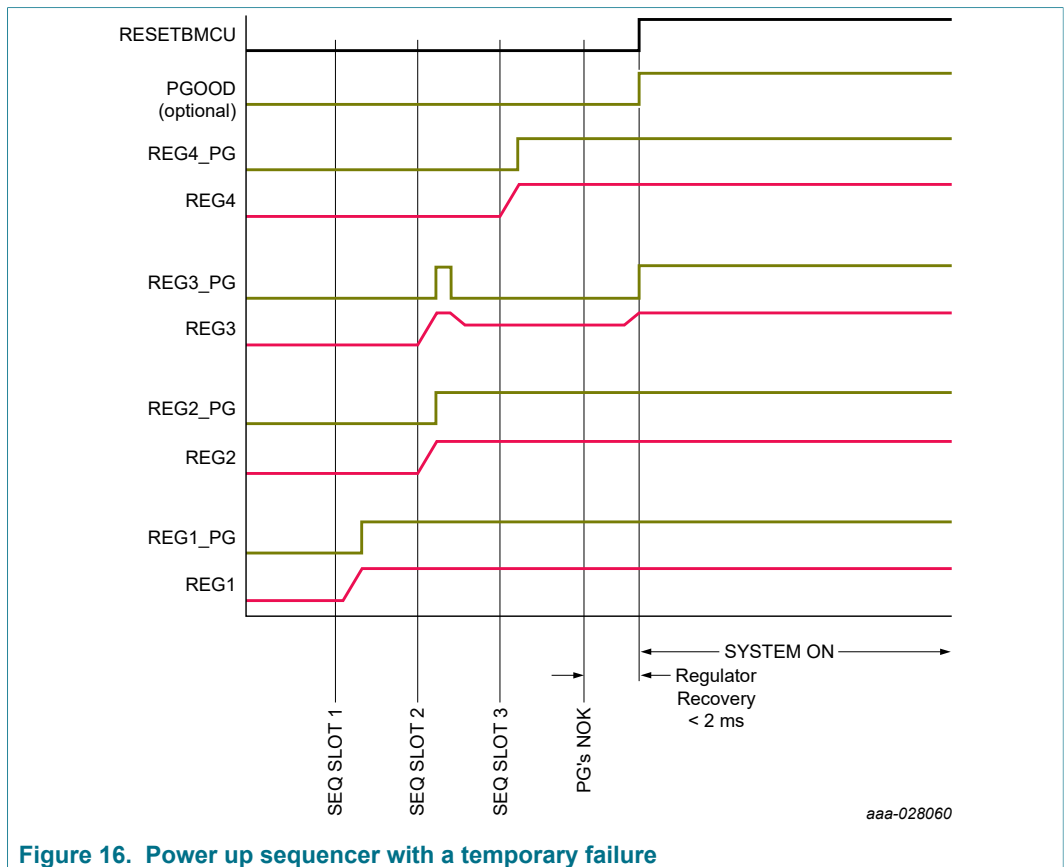 RESETBMCU
PGOOD
(optional)
REG4_PG
REG4
REG3_PG
REG3
REG2_PG
REG2
REG1_PG
REG1
SYSTEM ON
Regulator
Recovery
< 2 ms
SEQ SLOT 1
SEQ SLOT 2
SEQ SLOT 3
PG's NOK
aaa-028060
Figure 16. Power up sequencer with a temporary failure